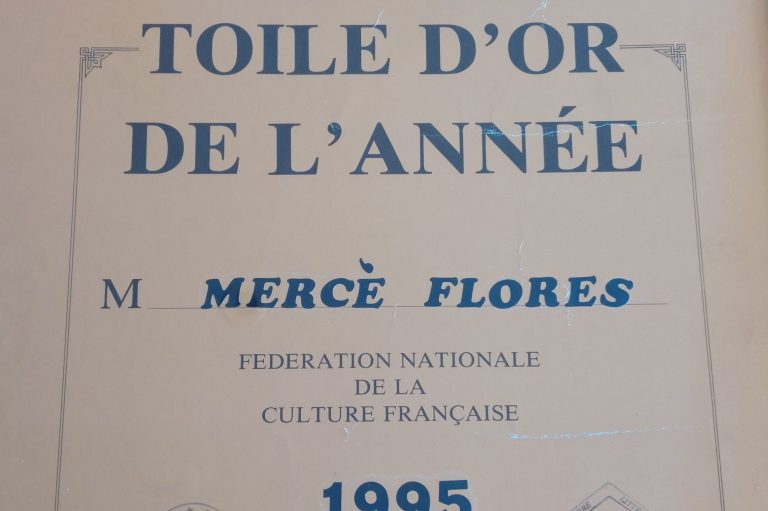 TOILE D'OR
DE L'ANNÉE
M MERCÈ FLORES
FEDERATION NATIONALE
DE LA
CULTURE FRANÇAISE
1995